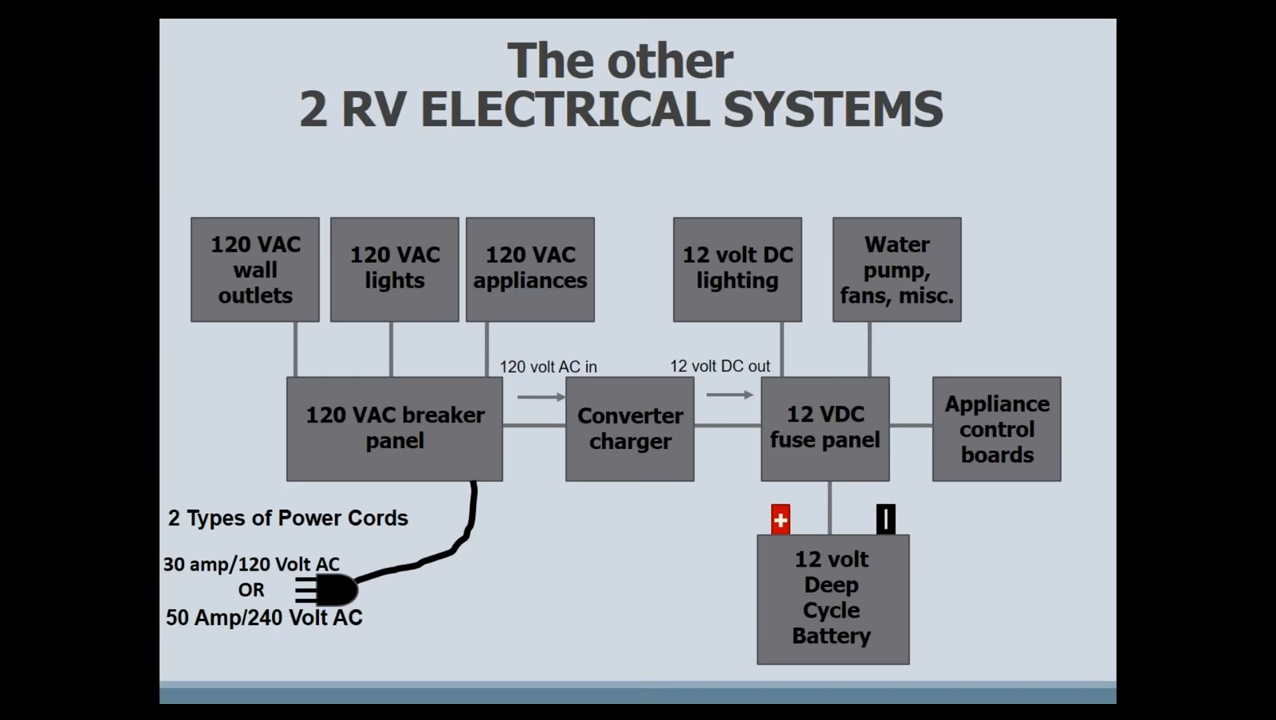 The other
2 RV ELECTRICAL SYSTEMS
120 VAC
wall
outlets
120 VAC
lights
120 VAC
appliances
12 volt DC
lighting
Water
pump,
fans, misc.
120 volt AC in
12 volt DC out
120 VAC breaker
panel
Converter
charger
12 VDC
fuse panel
Appliance
control
boards
2 Types of Power Cords
30 amp/120 Volt AC
OR
50 Amp/240 Volt AC
+
|
12 volt
Deep
Cycle
Battery